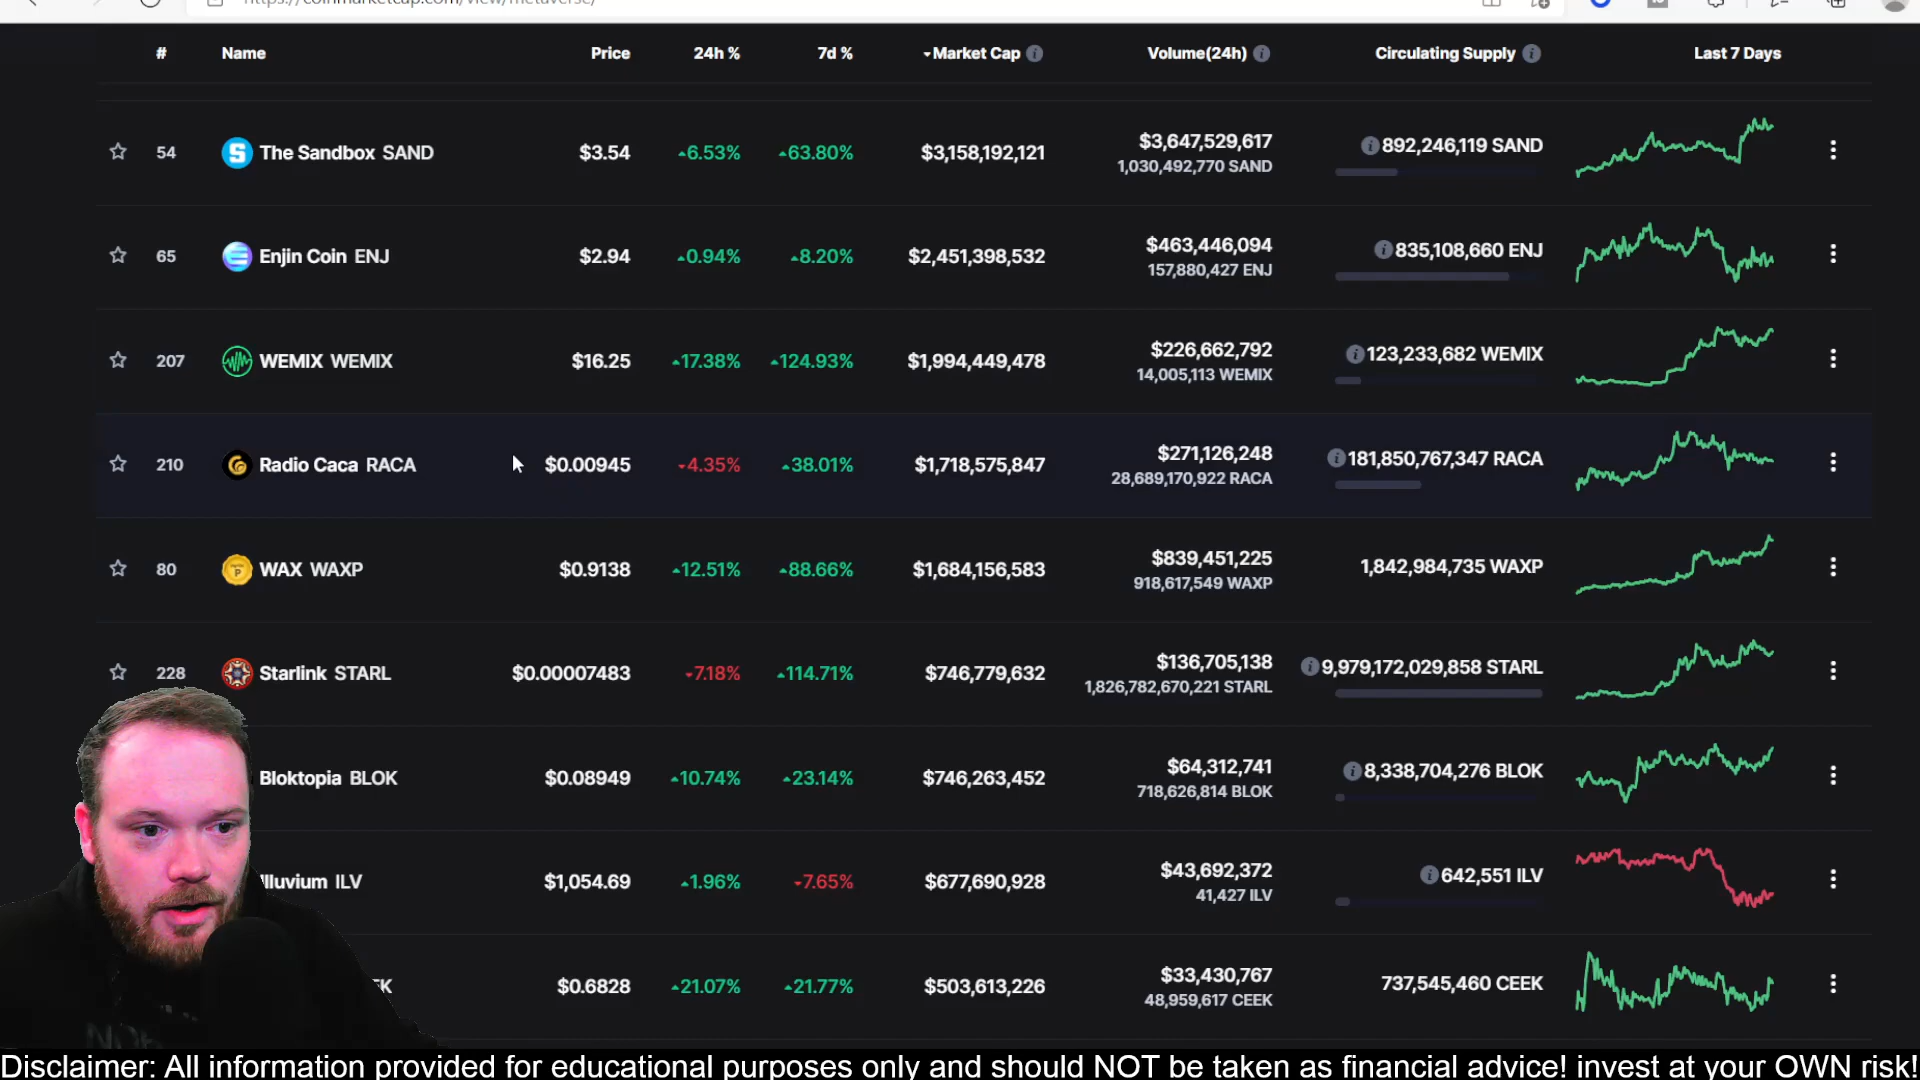 https://coinmarketcap.com/view/metaverse/
# Name Price 24h % 7d % Market Cap Volume(24h) Circulating Supply Last 7 Days
54 The Sandbox SAND $3.54 6.53% 63.80% $3,158,192,121 $3,647,529,617 892,246,119 SAND
1,030,492,770 SAND
65 Enjin Coin ENJ $2.94 0.94% 8.20% $2,451,398,532 $463,446,094 835,108,660 ENJ
157,880,427 ENJ
207 WEMIX WEMIX $16.25 17.38% 124.93% $1,994,449,478 $226,662,792 123,233,682 WEMIX
14,005,113 WEMIX
210 Radio Caca RACA $0.00945 4.35% 38.01% $1,718,575,847 $271,126,248 181,850,767,347 RACA
28,689,170,922 RACA
80 WAX WAXP $0.9138 12.51% 88.66% $1,684,156,583 $839,451,225 1,842,984,735 WAXP
918,617,549 WAXP
228 Starlink STARL $0.00007483 7.18% 114.71% $746,779,632 $136,705,138 9,979,172,029,858 STARL
1,826,782,670,221 STARL
Bloktopia BLOK $0.08949 10.74% 23.14% $746,263,452 $64,312,741 8,338,704,276 BLOK
718,626,814 BLOK
Illuvium ILV $1,054.69 1.96% 7.65% $677,690,928 $43,692,372 642,551 ILV
41,427 ILV
EK $0.6828 21.07% 21.77% $503,613,226 $33,430,767 737,545,460 CEEK
48,959,617 CEEK
Disclaimer: All information provided for educational purposes only and should NOT be taken as financial advice! invest at your OWN risk!